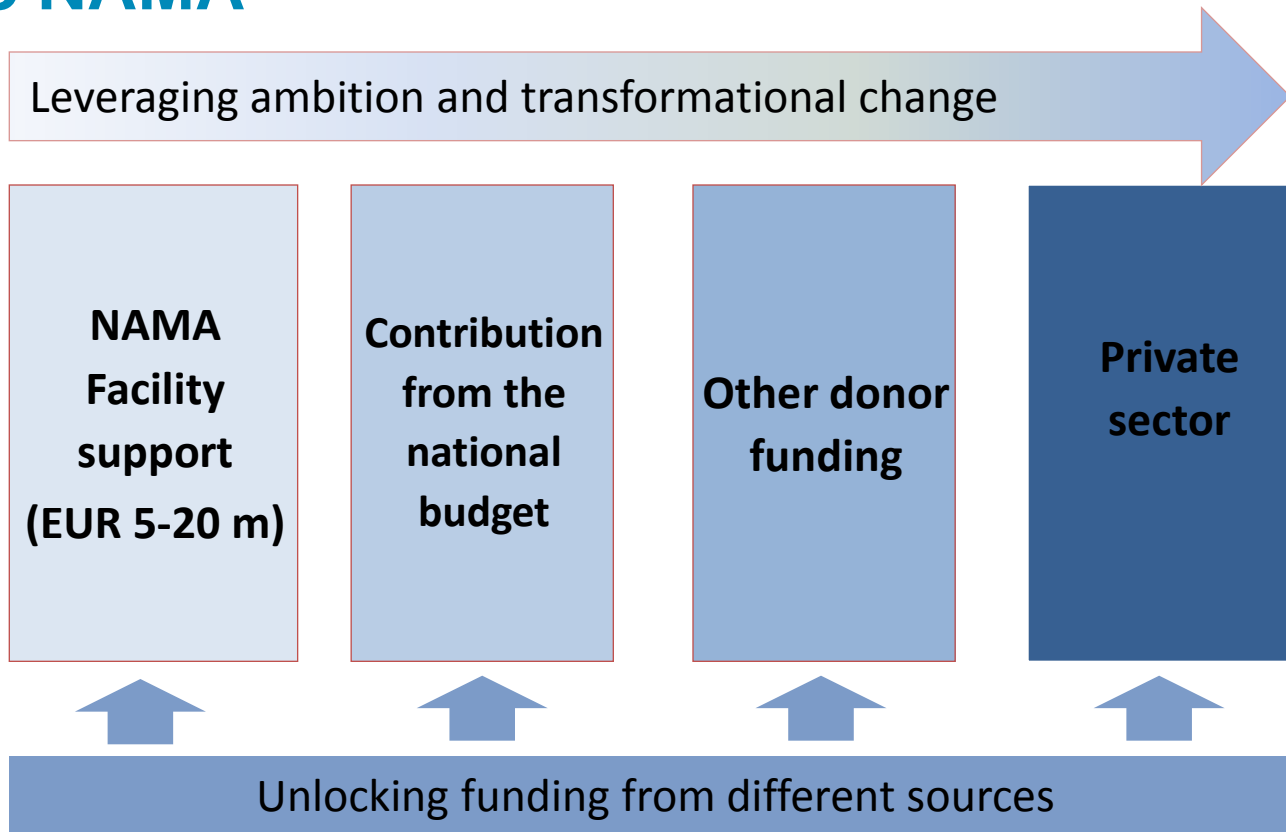 NAMA
Leveraging ambition and transformational change
NAMA
Facility
support
(EUR 5-20 m)
Contribution
from the
national
budget
Other donor
funding
Private
sector
Unlocking funding from different sources